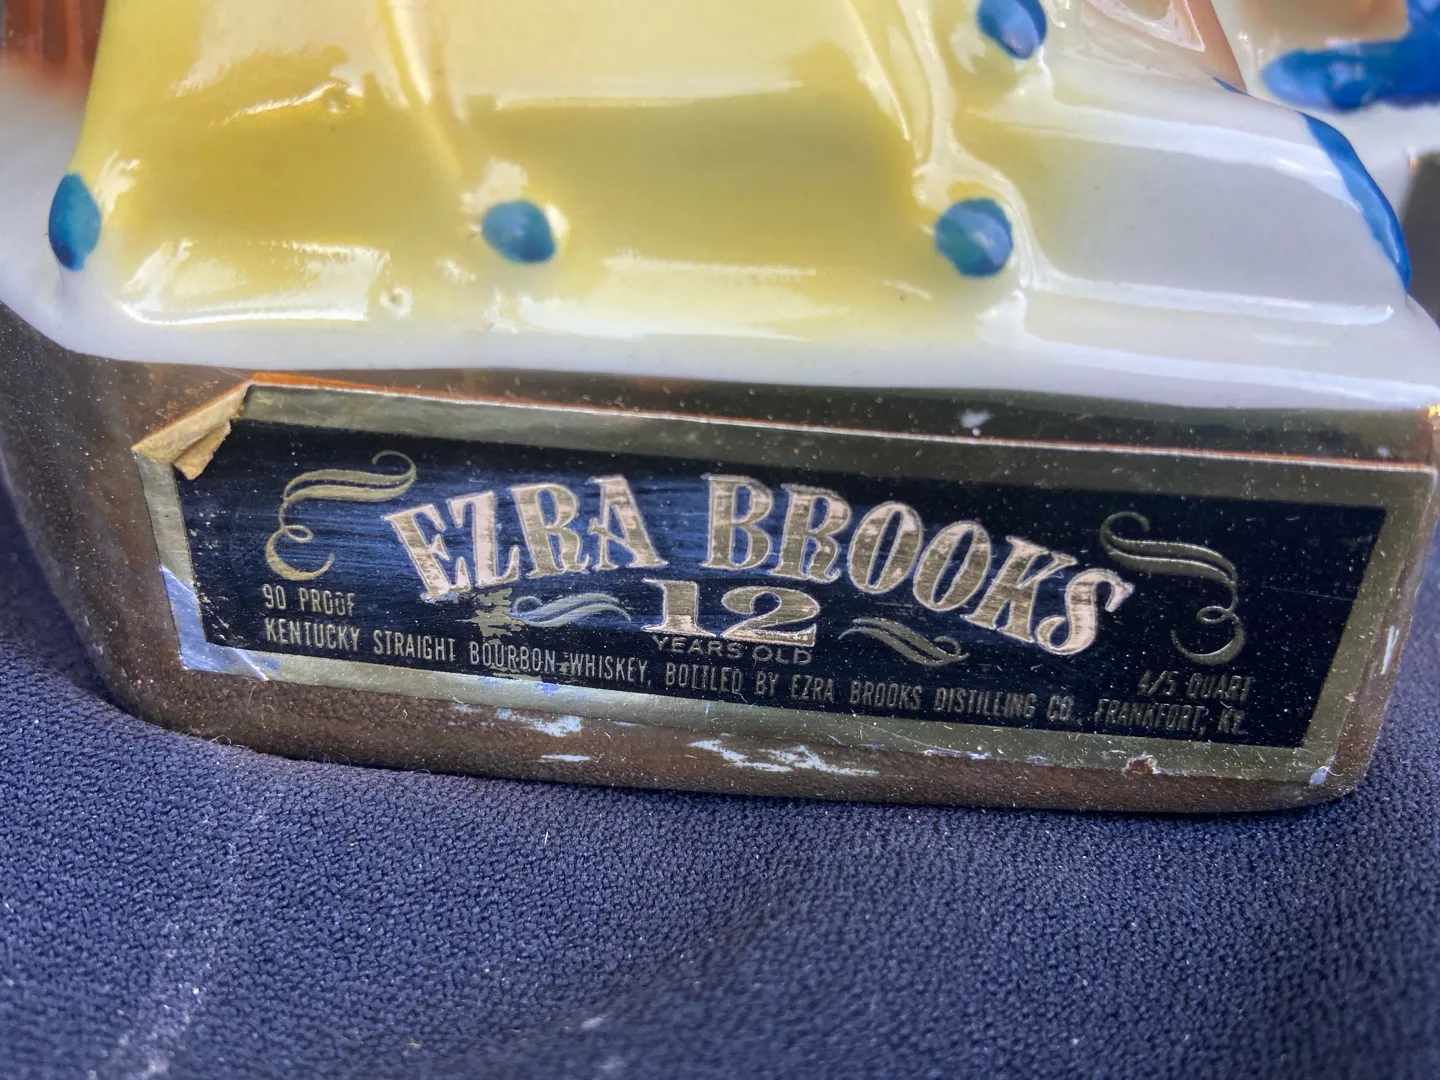 EZRA BROOKS
12
YEARS OLD
90 PROOF
4/5 QUART
KENTUCKY STRAIGHT BOURBON WHISKEY, BOTTLED BY EZRA BROOKS DISTILLING CO. FRANKFORT, KY.